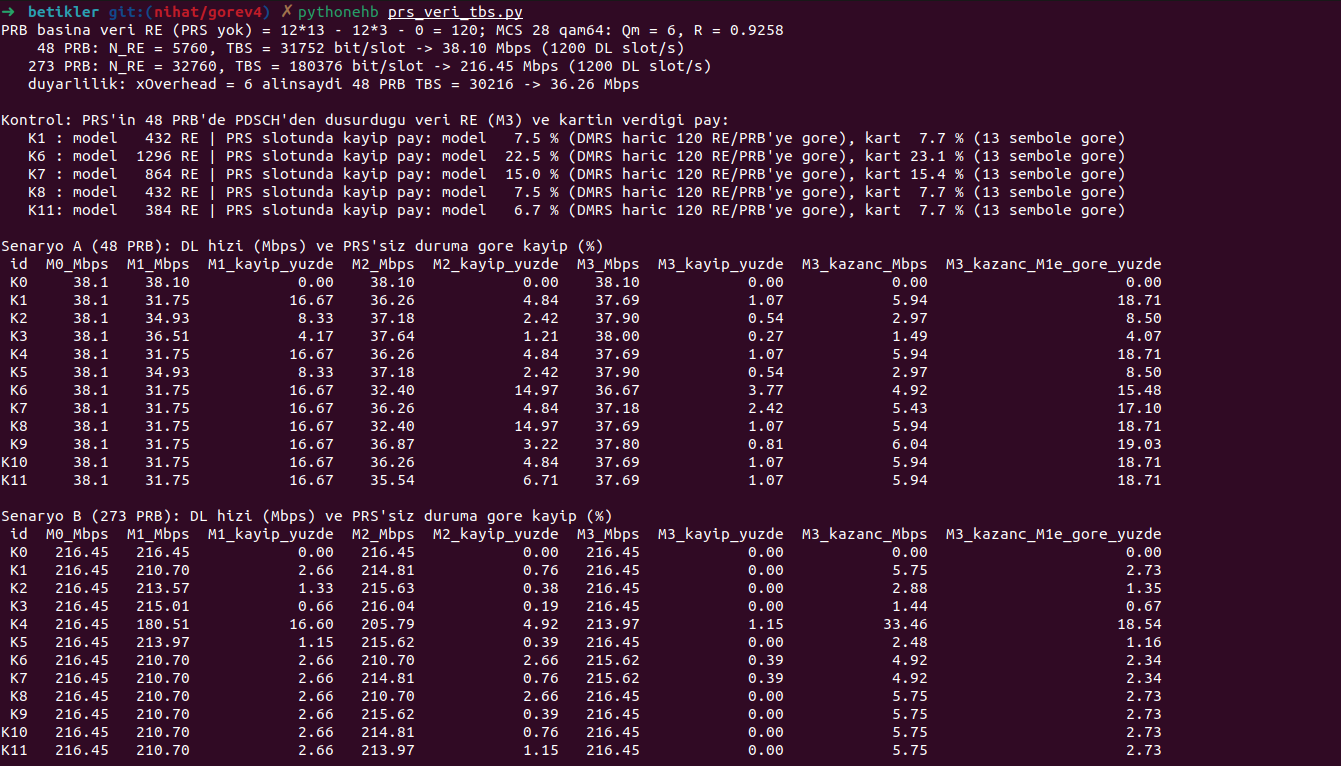 ➜  betikler git:(nihat/gorev4) ✗ pythonehb prs_veri_tbs.py
PRB basina veri RE (PRS yok) = 12*13 - 12*3 - 0 = 120; MCS 28 qam64: Qm = 6, R = 0.9258
    48 PRB: N_RE = 5760, TBS = 31752 bit/slot -> 38.10 Mbps (1200 DL slot/s)
   273 PRB: N_RE = 32760, TBS = 180376 bit/slot -> 216.45 Mbps (1200 DL slot/s)
   duyarlilik: xOverhead = 6 alinsaydi 48 PRB TBS = 30216 -> 36.26 Mbps

Kontrol: PRS'in 48 PRB'de PDSCH'den dusurdugu veri RE (M3) ve kartin verdigi pay:
   K1 : model   432 RE | PRS slotunda kayip pay: model   7.5 % (DMRS haric 120 RE/PRB'ye gore), kart  7.7 % (13 sembole gore)
   K6 : model  1296 RE | PRS slotunda kayip pay: model  22.5 % (DMRS haric 120 RE/PRB'ye gore), kart 23.1 % (13 sembole gore)
   K7 : model   864 RE | PRS slotunda kayip pay: model  15.0 % (DMRS haric 120 RE/PRB'ye gore), kart 15.4 % (13 sembole gore)
   K8 : model   432 RE | PRS slotunda kayip pay: model   7.5 % (DMRS haric 120 RE/PRB'ye gore), kart  7.7 % (13 sembole gore)
   K11: model   384 RE | PRS slotunda kayip pay: model   6.7 % (DMRS haric 120 RE/PRB'ye gore), kart  7.7 % (13 sembole gore)

Senaryo A (48 PRB): DL hizi (Mbps) ve PRS'siz duruma gore kayip (%)
 id  M0_Mbps  M1_Mbps  M1_kayip_yuzde  M2_Mbps  M2_kayip_yuzde  M3_Mbps  M3_kayip_yuzde  M3_kazanc_Mbps  M3_kazanc_M1e_gore_yuzde
 K0     38.1    38.10            0.00    38.10            0.00    38.10            0.00            0.00                      0.00
 K1     38.1    31.75           16.67    36.26            4.84    37.69            1.07            5.94                     18.71
 K2     38.1    34.93            8.33    37.18            2.42    37.90            0.54            2.97                      8.50
 K3     38.1    36.51            4.17    37.64            1.21    38.00            0.27            1.49                      4.07
 K4     38.1    31.75           16.67    36.26            4.84    37.69            1.07            5.94                     18.71
 K5     38.1    34.93            8.33    37.18            2.42    37.90            0.54            2.97                      8.50
 K6     38.1    31.75           16.67    32.40           14.97    36.67            3.77            4.92                     15.48
 K7     38.1    31.75           16.67    36.26            4.84    37.18            2.42            5.43                     17.10
 K8     38.1    31.75           16.67    32.40           14.97    37.69            1.07            5.94                     18.71
 K9     38.1    31.75           16.67    36.87            3.22    37.80            0.81            6.04                     19.03
K10     38.1    31.75           16.67    36.26            4.84    37.69            1.07            5.94                     18.71
K11     38.1    31.75           16.67    35.54            6.71    37.69            1.07            5.94                     18.71

Senaryo B (273 PRB): DL hizi (Mbps) ve PRS'siz duruma gore kayip (%)
 id  M0_Mbps  M1_Mbps  M1_kayip_yuzde  M2_Mbps  M2_kayip_yuzde  M3_Mbps  M3_kayip_yuzde  M3_kazanc_Mbps  M3_kazanc_M1e_gore_yuzde
 K0   216.45   216.45            0.00   216.45            0.00   216.45            0.00            0.00                      0.00
 K1   216.45   210.70            2.66   214.81            0.76   216.45            0.00            5.75                      2.73
 K2   216.45   213.57            1.33   215.63            0.38   216.45            0.00            2.88                      1.35
 K3   216.45   215.01            0.66   216.04            0.19   216.45            0.00            1.44                      0.67
 K4   216.45   180.51           16.60   205.79            4.92   213.97            1.15           33.46                     18.54
 K5   216.45   213.97            1.15   215.62            0.39   216.45            0.00            2.48                      1.16
 K6   216.45   210.70            2.66   210.70            2.66   215.62            0.39            4.92                      2.34
 K7   216.45   210.70            2.66   214.81            0.76   215.62            0.39            4.92                      2.34
 K8   216.45   210.70            2.66   210.70            2.66   216.45            0.00            5.75                      2.73
 K9   216.45   210.70            2.66   215.62            0.39   216.45            0.00            5.75                      2.73
K10   216.45   210.70            2.66   214.81            0.76   216.45            0.00            5.75                      2.73
K11   216.45   210.70            2.66   213.97            1.15   216.45            0.00            5.75                      2.73